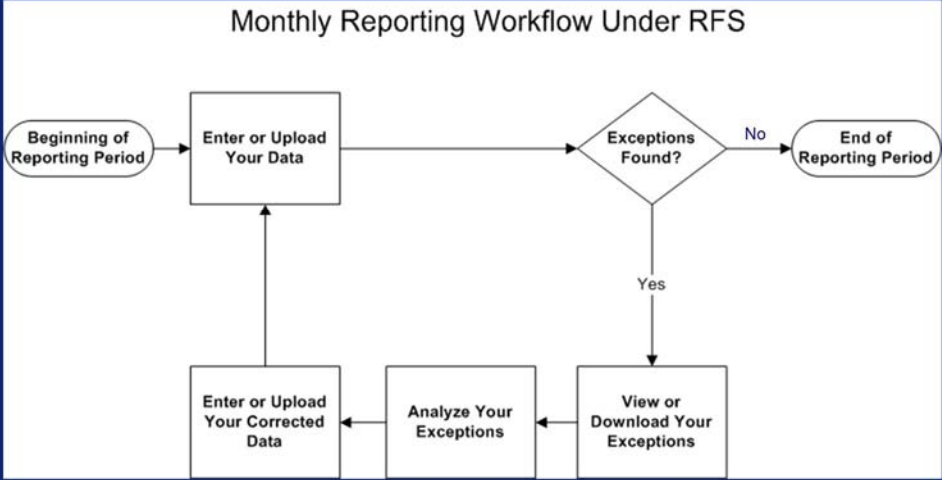 Monthly Reporting Workflow Under RFS
Beginning of
Reporting Period
Enter or Upload
Your Data
Exceptions
Found?
No
End of
Reporting Period
Yes
View or
Download Your
Exceptions
Analyze Your
Exceptions
Enter or Upload
Your Corrected
Data